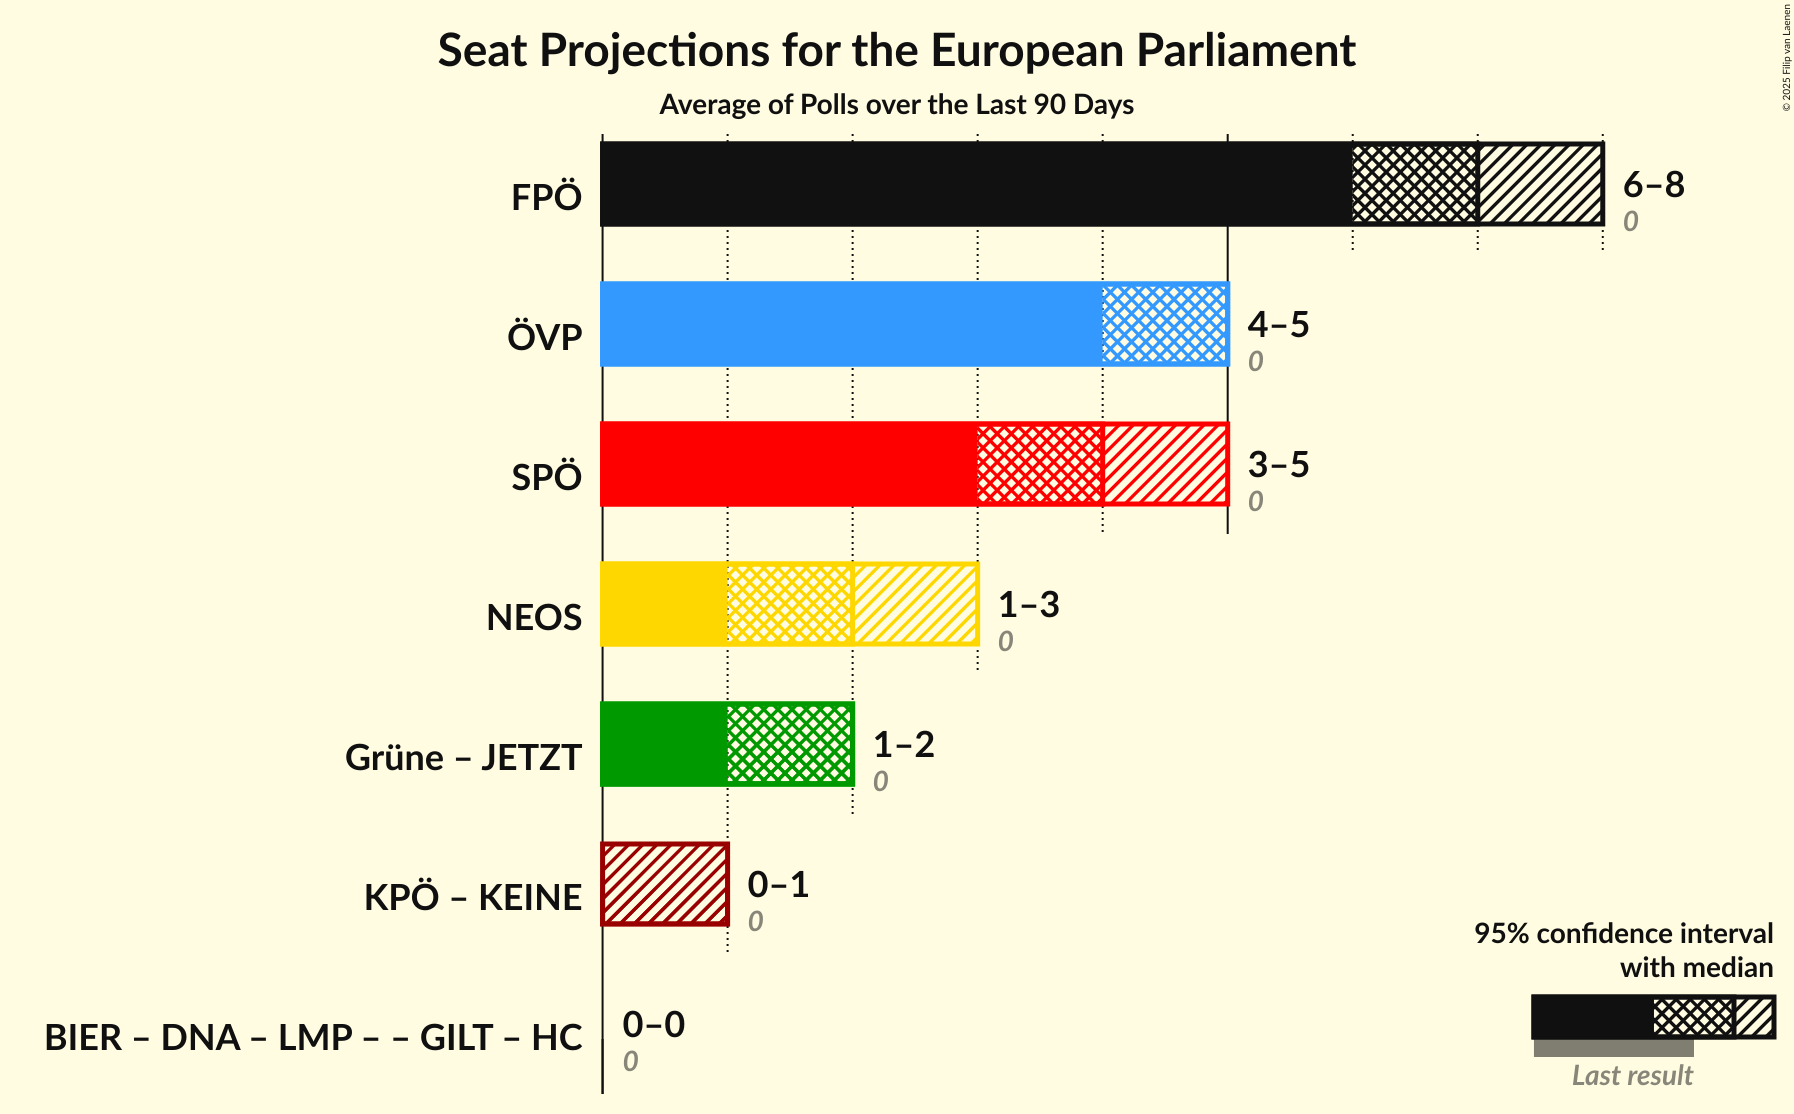 Seat Projections for the European Parliament
Average of Polls over the Last 90 Days
© 2025 Filip van Laenen
FPÖ
6–8
0
ÖVP
4–5
0
SPÖ
3–5
0
NEOS
1–3
0
Grüne – JETZT
1–2
0
KPÖ – KEINE
0–1
0
BIER – DNA – LMP – – GILT – HC
0–0
0
95% confidence interval
with median
Last result